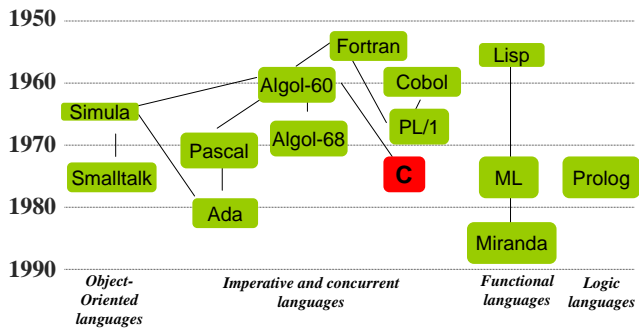 1950
Fortran
Lisp
1960
Algol-60
Cobol
Simula
PL/1
Algol-68
1970
Pascal
Smalltalk
C
ML
Prolog
1980
Ada
Miranda
1990
Object-
Oriented
languages
Imperative and concurrent
languages
Functional
languages
Logic
languages